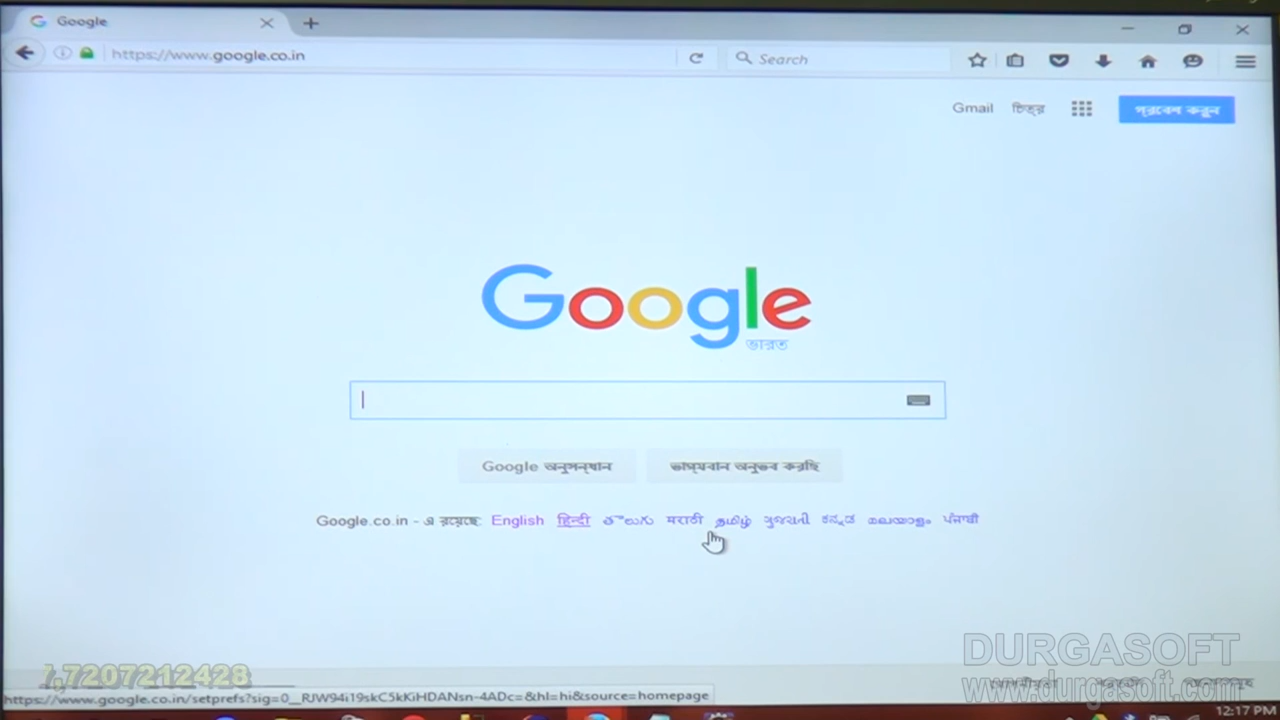 Google
https://www.google.co.in
Search
Gmail চিত্র
প্রবেশ করুন
Google
ভারত
Google অনুসন্ধান ভাগ্যবান অনুভব করছি
Google.co.in - এ রয়েছে: English हिन्दी తెలుగు मराठी தமிழ் ગુજરાતી ಕನ್ನಡ മലയാളം ਪੰਜਾਬੀ
7207212428
DURGASOFT
www.durgasoft.com
https://www.google.co.in/setprefs?sig=0__RJW94i19skC5kKiHDANsn-4ADc=&hl=hi&source=homepage
12:17 PM